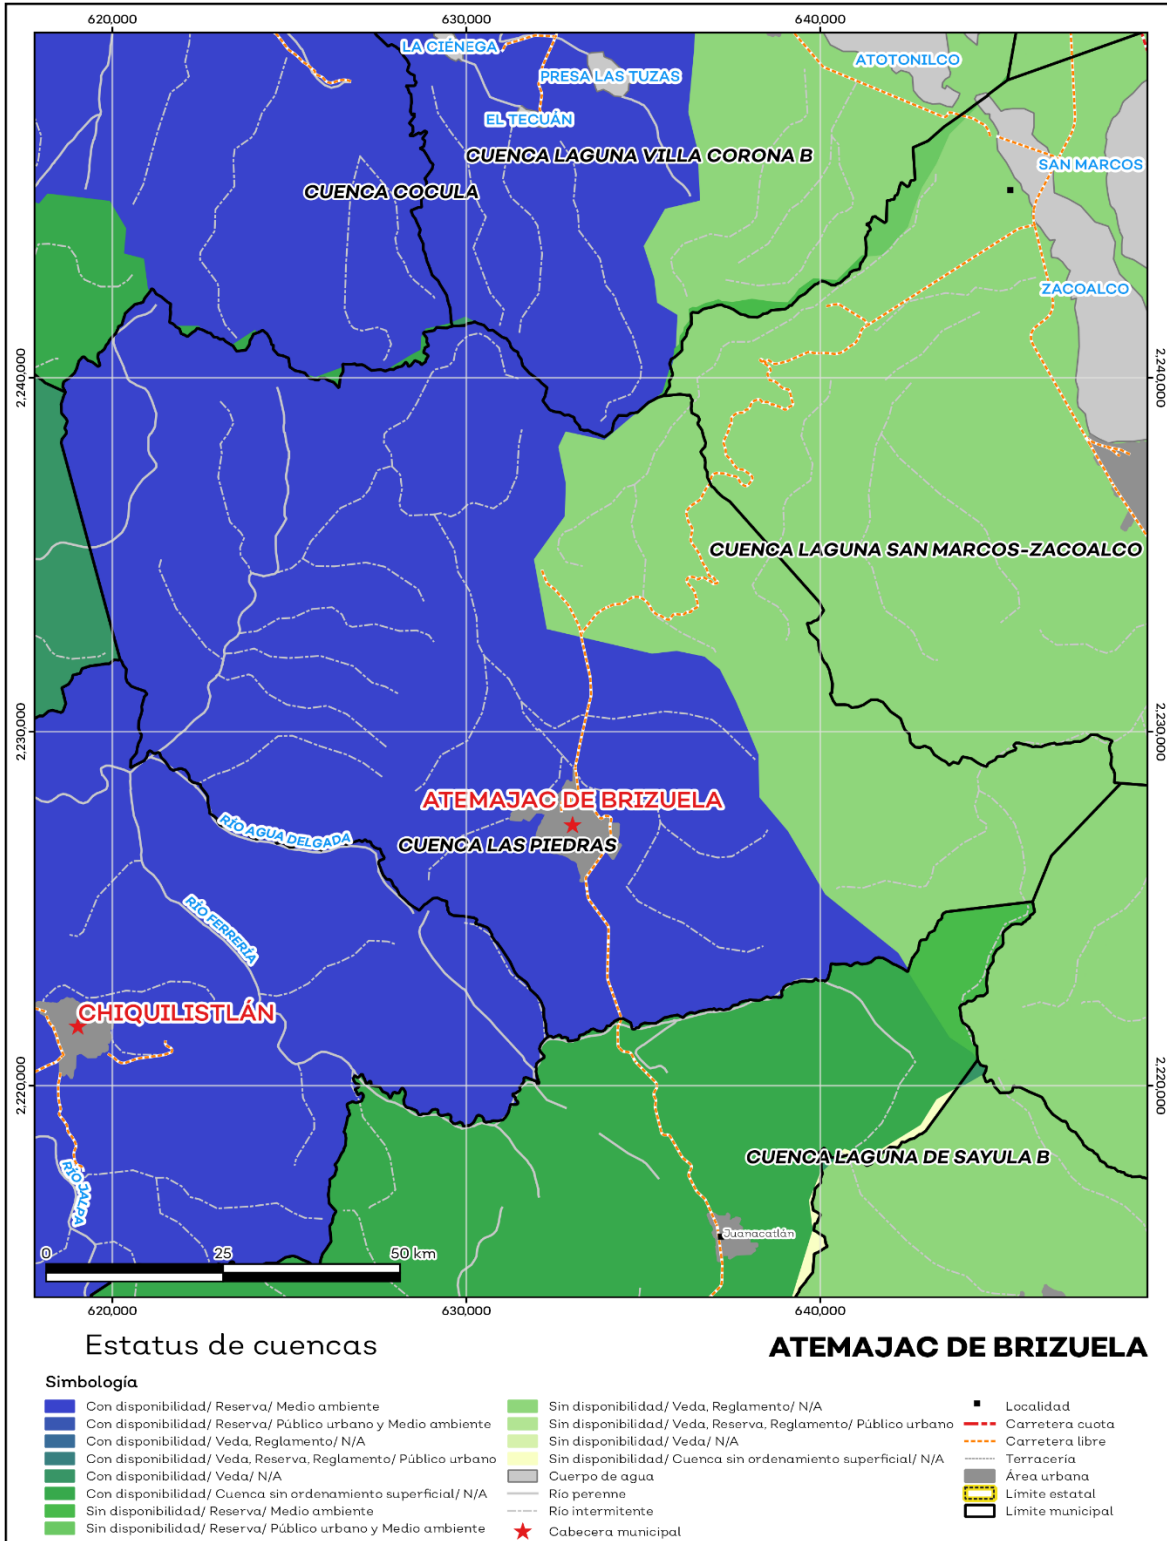 620,000 630,000 640,000
LA CIÉNEGA
ATOTONILCO
PRESA LAS TUZAS
EL TECUÁN
CUENCA LAGUNA VILLA CORONA B
SAN MARCOS
CUENCA COCULA
ZACOALCO
2,240,000 2,240,000
CUENCA LAGUNA SAN MARCOS-ZACOALCO
2,230,000 2,230,000
ATEMAJAC DE BRIZUELA
RÍO AGUA DELGADA
CUENCA LAS PIEDRAS
RÍO FERRERÍA
CHIQUILISTLÁN
2,220,000 2,220,000
CUENCA LAGUNA DE SAYULA B
RÍO JALPA
Juanacatlán
0 25 50 km
620,000 630,000 640,000
Estatus de cuencas
ATEMAJAC DE BRIZUELA
Simbología
Con disponibilidad/ Reserva/ Medio ambiente
Con disponibilidad/ Reserva/ Público urbano y Medio ambiente
Con disponibilidad/ Veda, Reglamento/ N/A
Con disponibilidad/ Veda, Reserva, Reglamento/ Público urbano
Con disponibilidad/ Veda/ N/A
Con disponibilidad/ Cuenca sin ordenamiento superficial/ N/A
Sin disponibilidad/ Reserva/ Medio ambiente
Sin disponibilidad/ Reserva/ Público urbano y Medio ambiente
Sin disponibilidad/ Veda, Reglamento/ N/A
Sin disponibilidad/ Veda, Reserva, Reglamento/ Público urbano
Sin disponibilidad/ Veda/ N/A
Sin disponibilidad/ Cuenca sin ordenamiento superficial/ N/A
Cuerpo de agua
Río perenne
Río intermitente
Cabecera municipal
Localidad
Carretera cuota
Carretera libre
Terracería
Área urbana
Límite estatal
Límite municipal